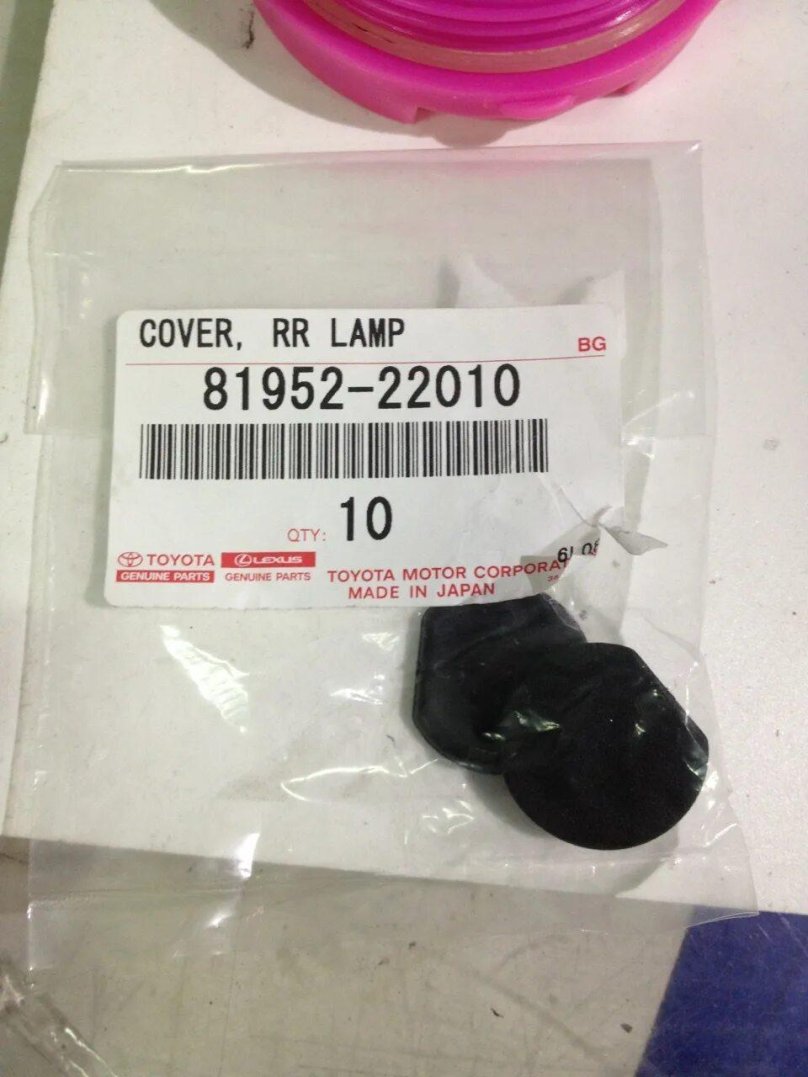 COVER, RR LAMP
BG
81952-22010
QTY: 10
TOYOTA LEXUS
GENUINE PARTS GENUINE PARTS
TOYOTA MOTOR CORPORAT
MADE IN JAPAN